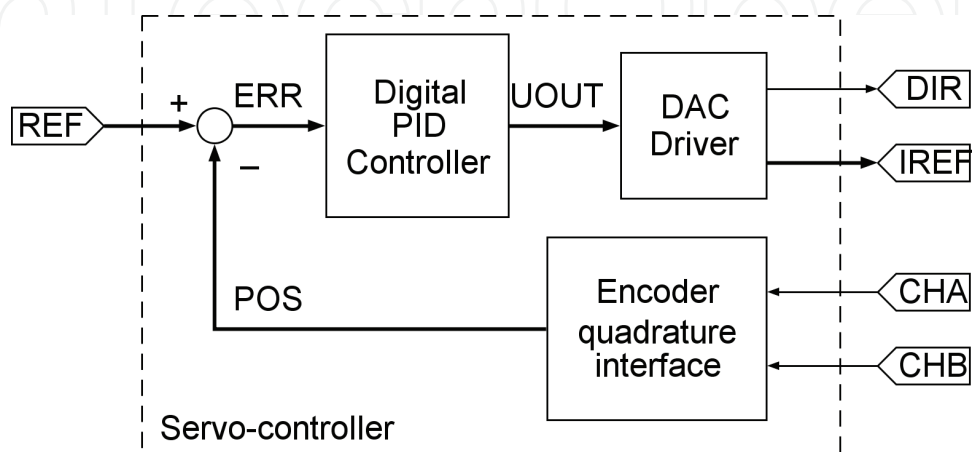 REF
+
−
ERR
Digital
PID
Controller
UOUT
DAC
Driver
DIR
IREF
POS
Encoder
quadrature
interface
CHA
CHB
Servo-controller